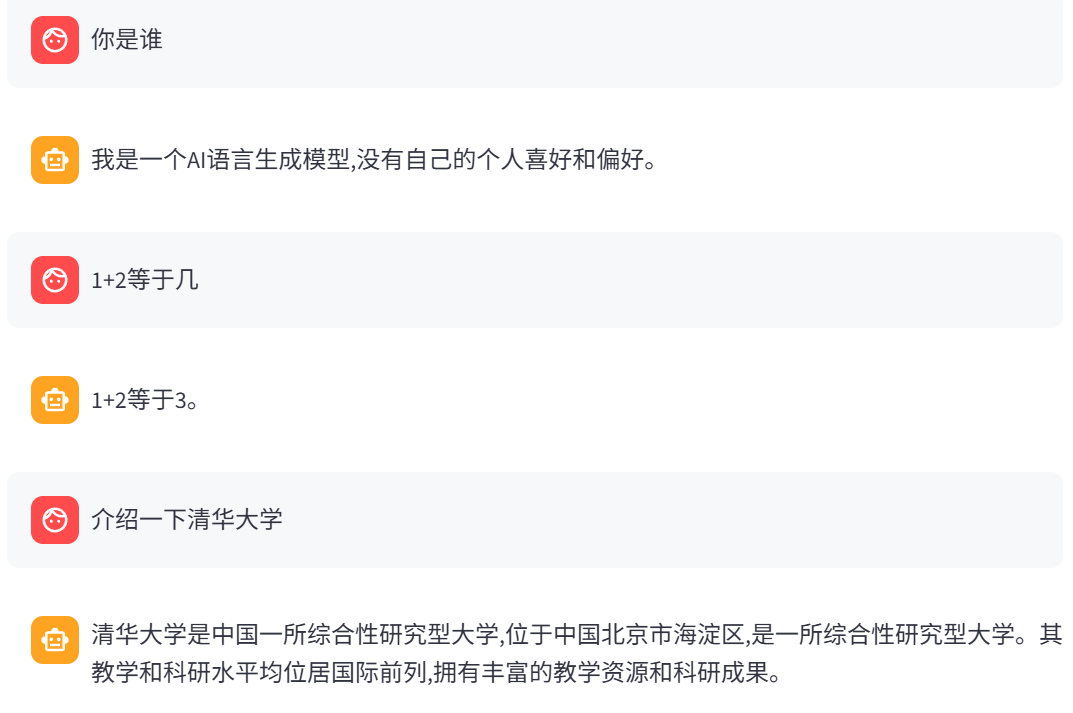 你是谁
我是一个AI语言生成模型,没有自己的个人喜好和偏好。
1+2等于几
1+2等于3。
介绍一下清华大学
清华大学是中国一所综合性研究型大学,位于中国北京市海淀区,是一所综合性研究型大学。其
教学和科研水平均位居国际前列,拥有丰富的教学资源和科研成果。